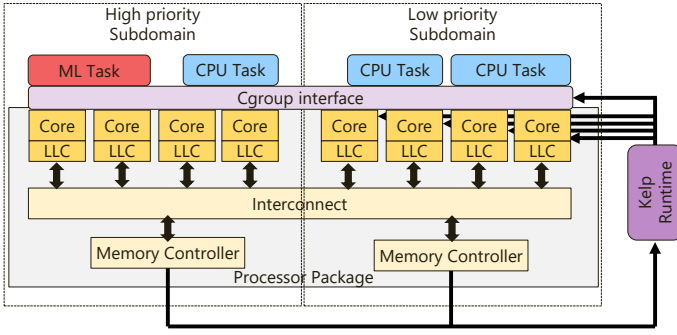 High priority
Subdomain
Low priority
Subdomain
ML Task
CPU Task
CPU Task
CPU Task
Cgroup interface
Core
Core
Core
Core
Core
Core
Core
Core
LLC
LLC
LLC
LLC
LLC
LLC
LLC
LLC
Kelp
Runtime
Interconnect
Memory Controller
Memory Controller
Processor Package